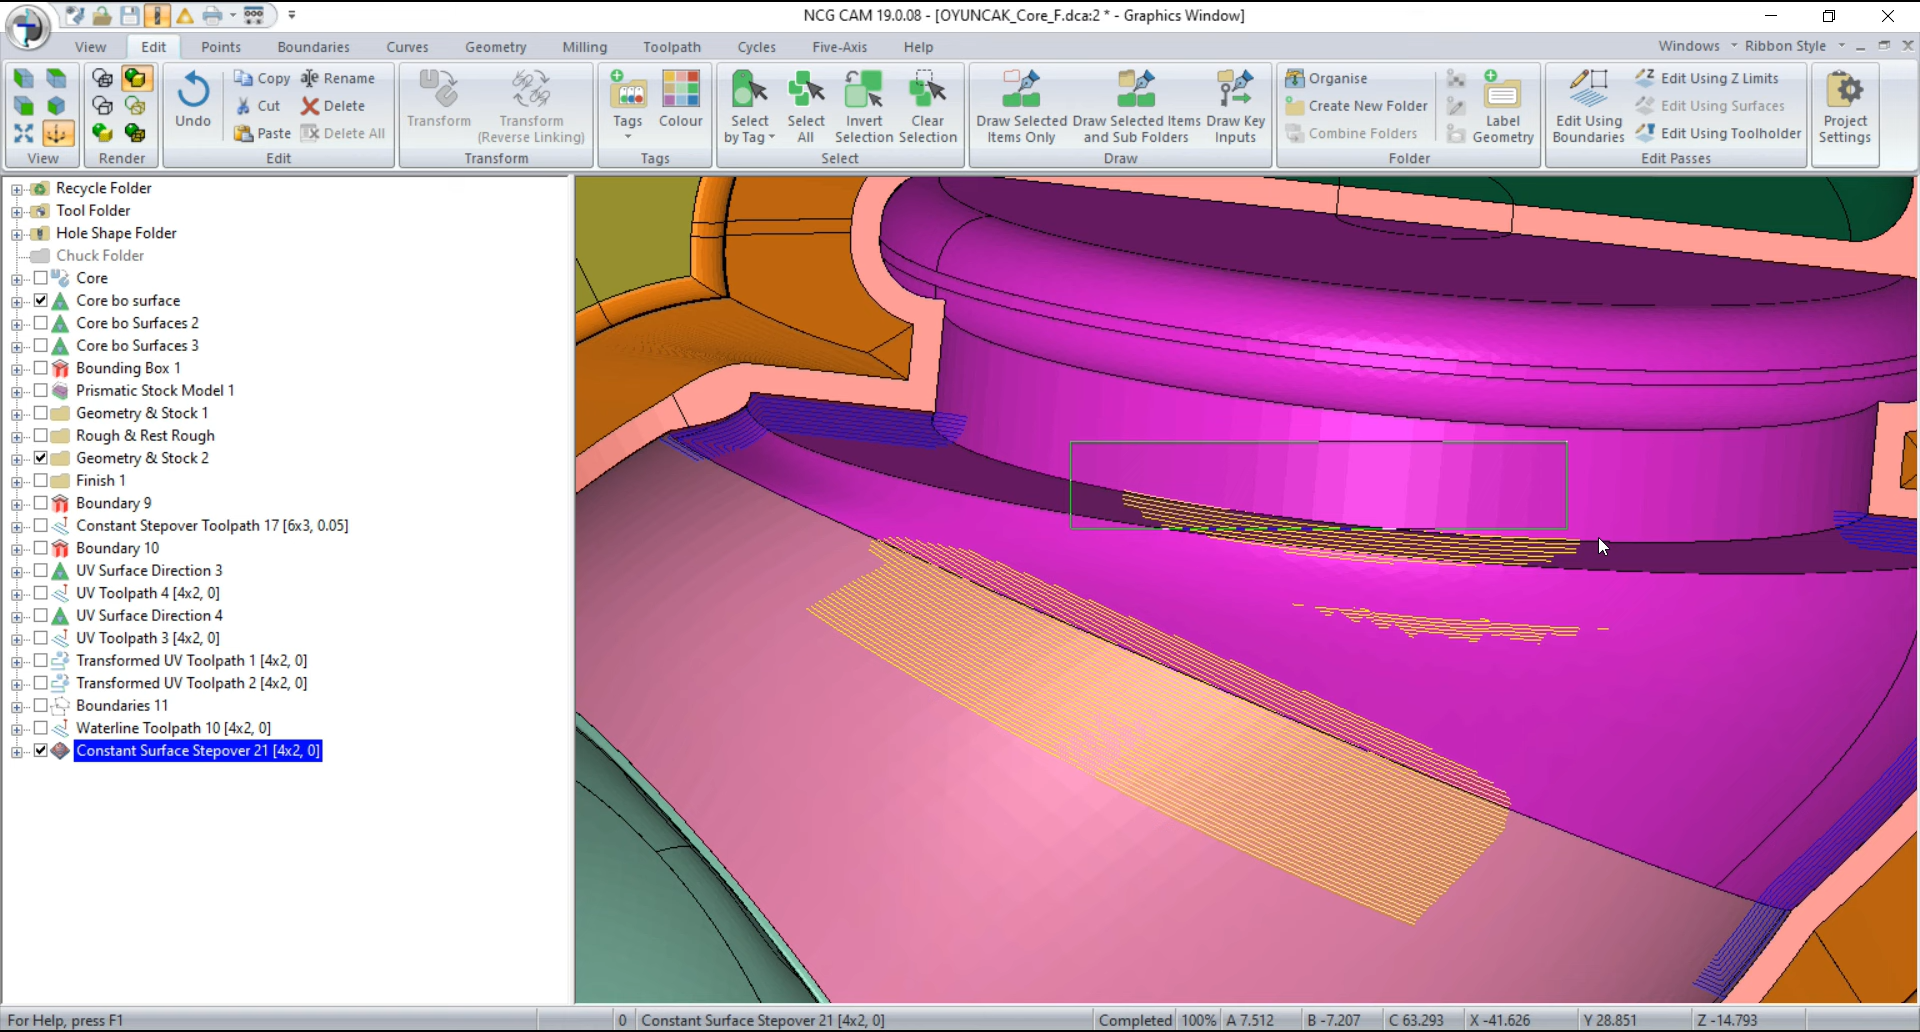 NCG CAM 19.0.08 - [OYUNCAK_Core_F.dca:2 * - Graphics Window]
View Edit Points Boundaries Curves Geometry Milling Toolpath Cycles Five-Axis Help Windows Ribbon Style
Undo
Copy
Cut
Paste
Rename
Delete
Delete All
Transform
Transform
(Reverse Linking)
Tags
Colour
Select
by Tag
Select
All
Invert
Selection
Clear
Selection
Draw Selected
Items Only
Draw Selected Items
and Sub Folders
Draw Key
Inputs
Organise
Create New Folder
Combine Folders
Label
Geometry
Edit Using
Boundaries
Edit Using Z Limits
Edit Using Surfaces
Edit Using Toolholder
Project
Settings
View Render Edit Transform Tags Select Draw Folder Edit Passes
Recycle Folder
Tool Folder
Hole Shape Folder
Chuck Folder
Core
Core bo surface
Core bo Surfaces 2
Core bo Surfaces 3
Bounding Box 1
Prismatic Stock Model 1
Geometry & Stock 1
Rough & Rest Rough
Geometry & Stock 2
Finish 1
Boundary 9
Constant Stepover Toolpath 17 [6x3, 0.05]
Boundary 10
UV Surface Direction 3
UV Toolpath 4 [4x2, 0]
UV Surface Direction 4
UV Toolpath 3 [4x2, 0]
Transformed UV Toolpath 1 [4x2, 0]
Transformed UV Toolpath 2 [4x2, 0]
Boundaries 11
Waterline Toolpath 10 [4x2, 0]
Constant Surface Stepover 21 [4x2, 0]
For Help, press F1 0 Constant Surface Stepover 21 [4x2, 0] Completed 100% A 7.512 B -7.207 C 63.293 X -41.626 Y 28.851 Z -14.793